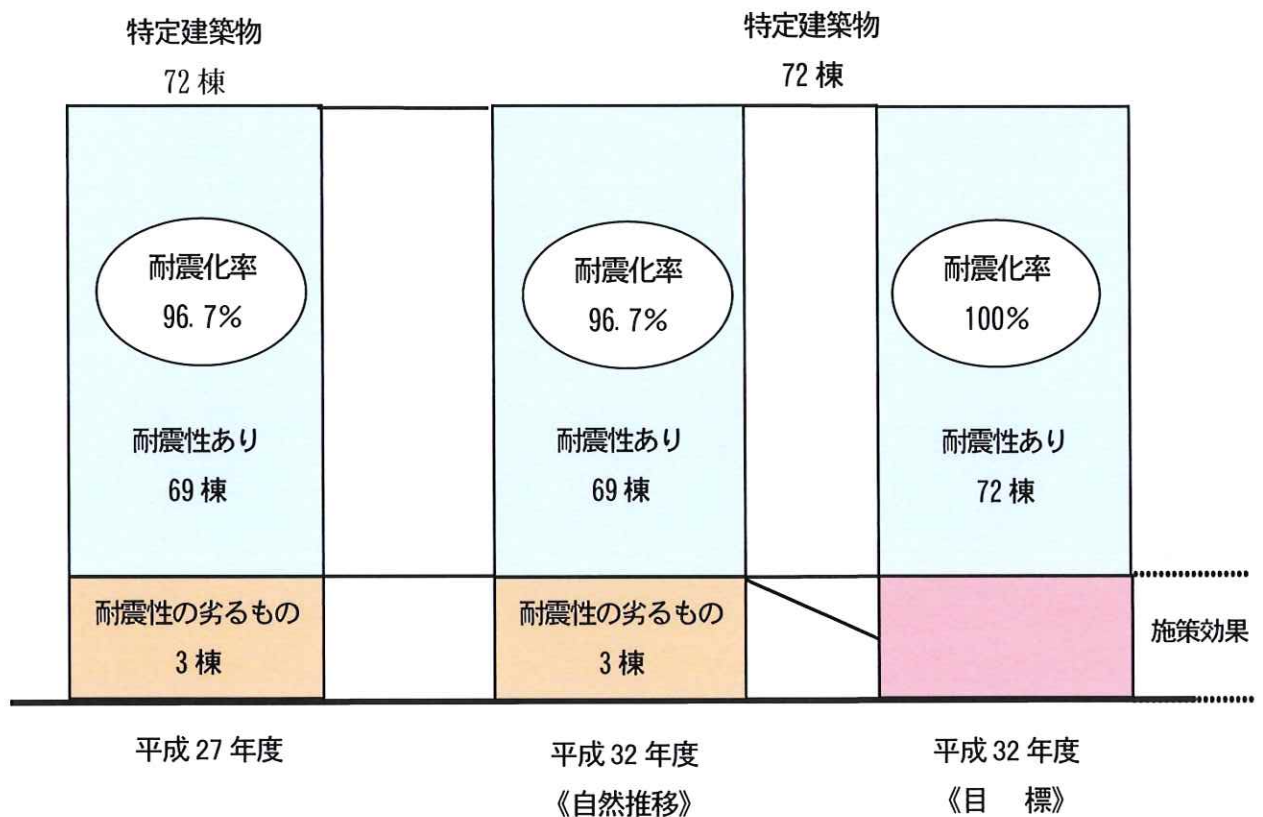 特定建築物
72 棟
特定建築物
72 棟
耐震化率
96. 7%
耐震性あり
69 棟
耐震性の劣るもの
3 棟
平成 27 年度
耐震化率
96. 7%
耐震性あり
69 棟
耐震性の劣るもの
3 棟
平成 32 年度
《自然推移》
耐震化率
100%
耐震性あり
72 棟
平成 32 年度
《目　標》
施策効果